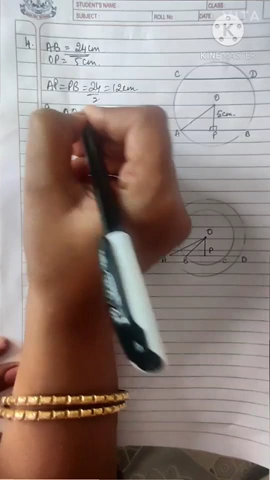 STUDENT'S NAME
CLASS
SUBJECT
ROLL No
DATE
4.
AB = 24cm
OP = 5cm.
AP = PB = 24/2 = 12cm
C D
O
5cm.
A P B
O
P
B C D